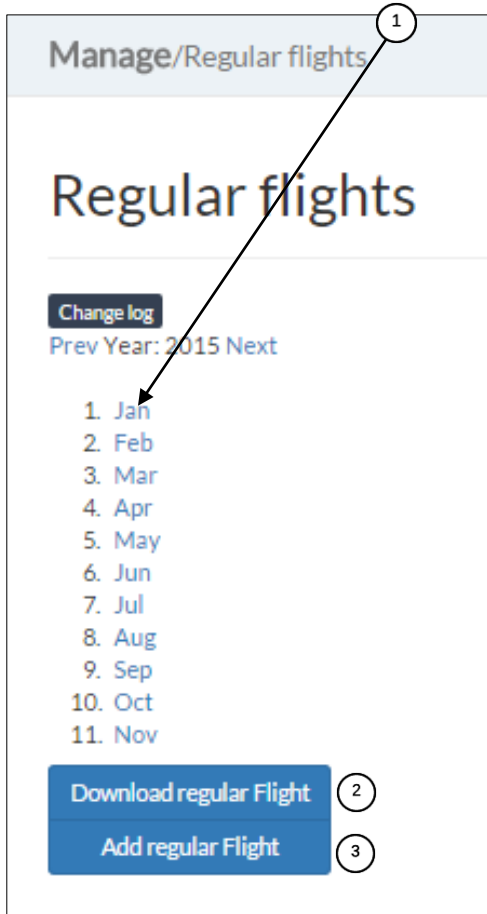 1
Manage/Regular flights
Regular flights
Change log
Prev Year: 2015 Next
1. Jan
2. Feb
3. Mar
4. Apr
5. May
6. Jun
7. Jul
8. Aug
9. Sep
10. Oct
11. Nov
Download regular Flight 2
Add regular Flight 3